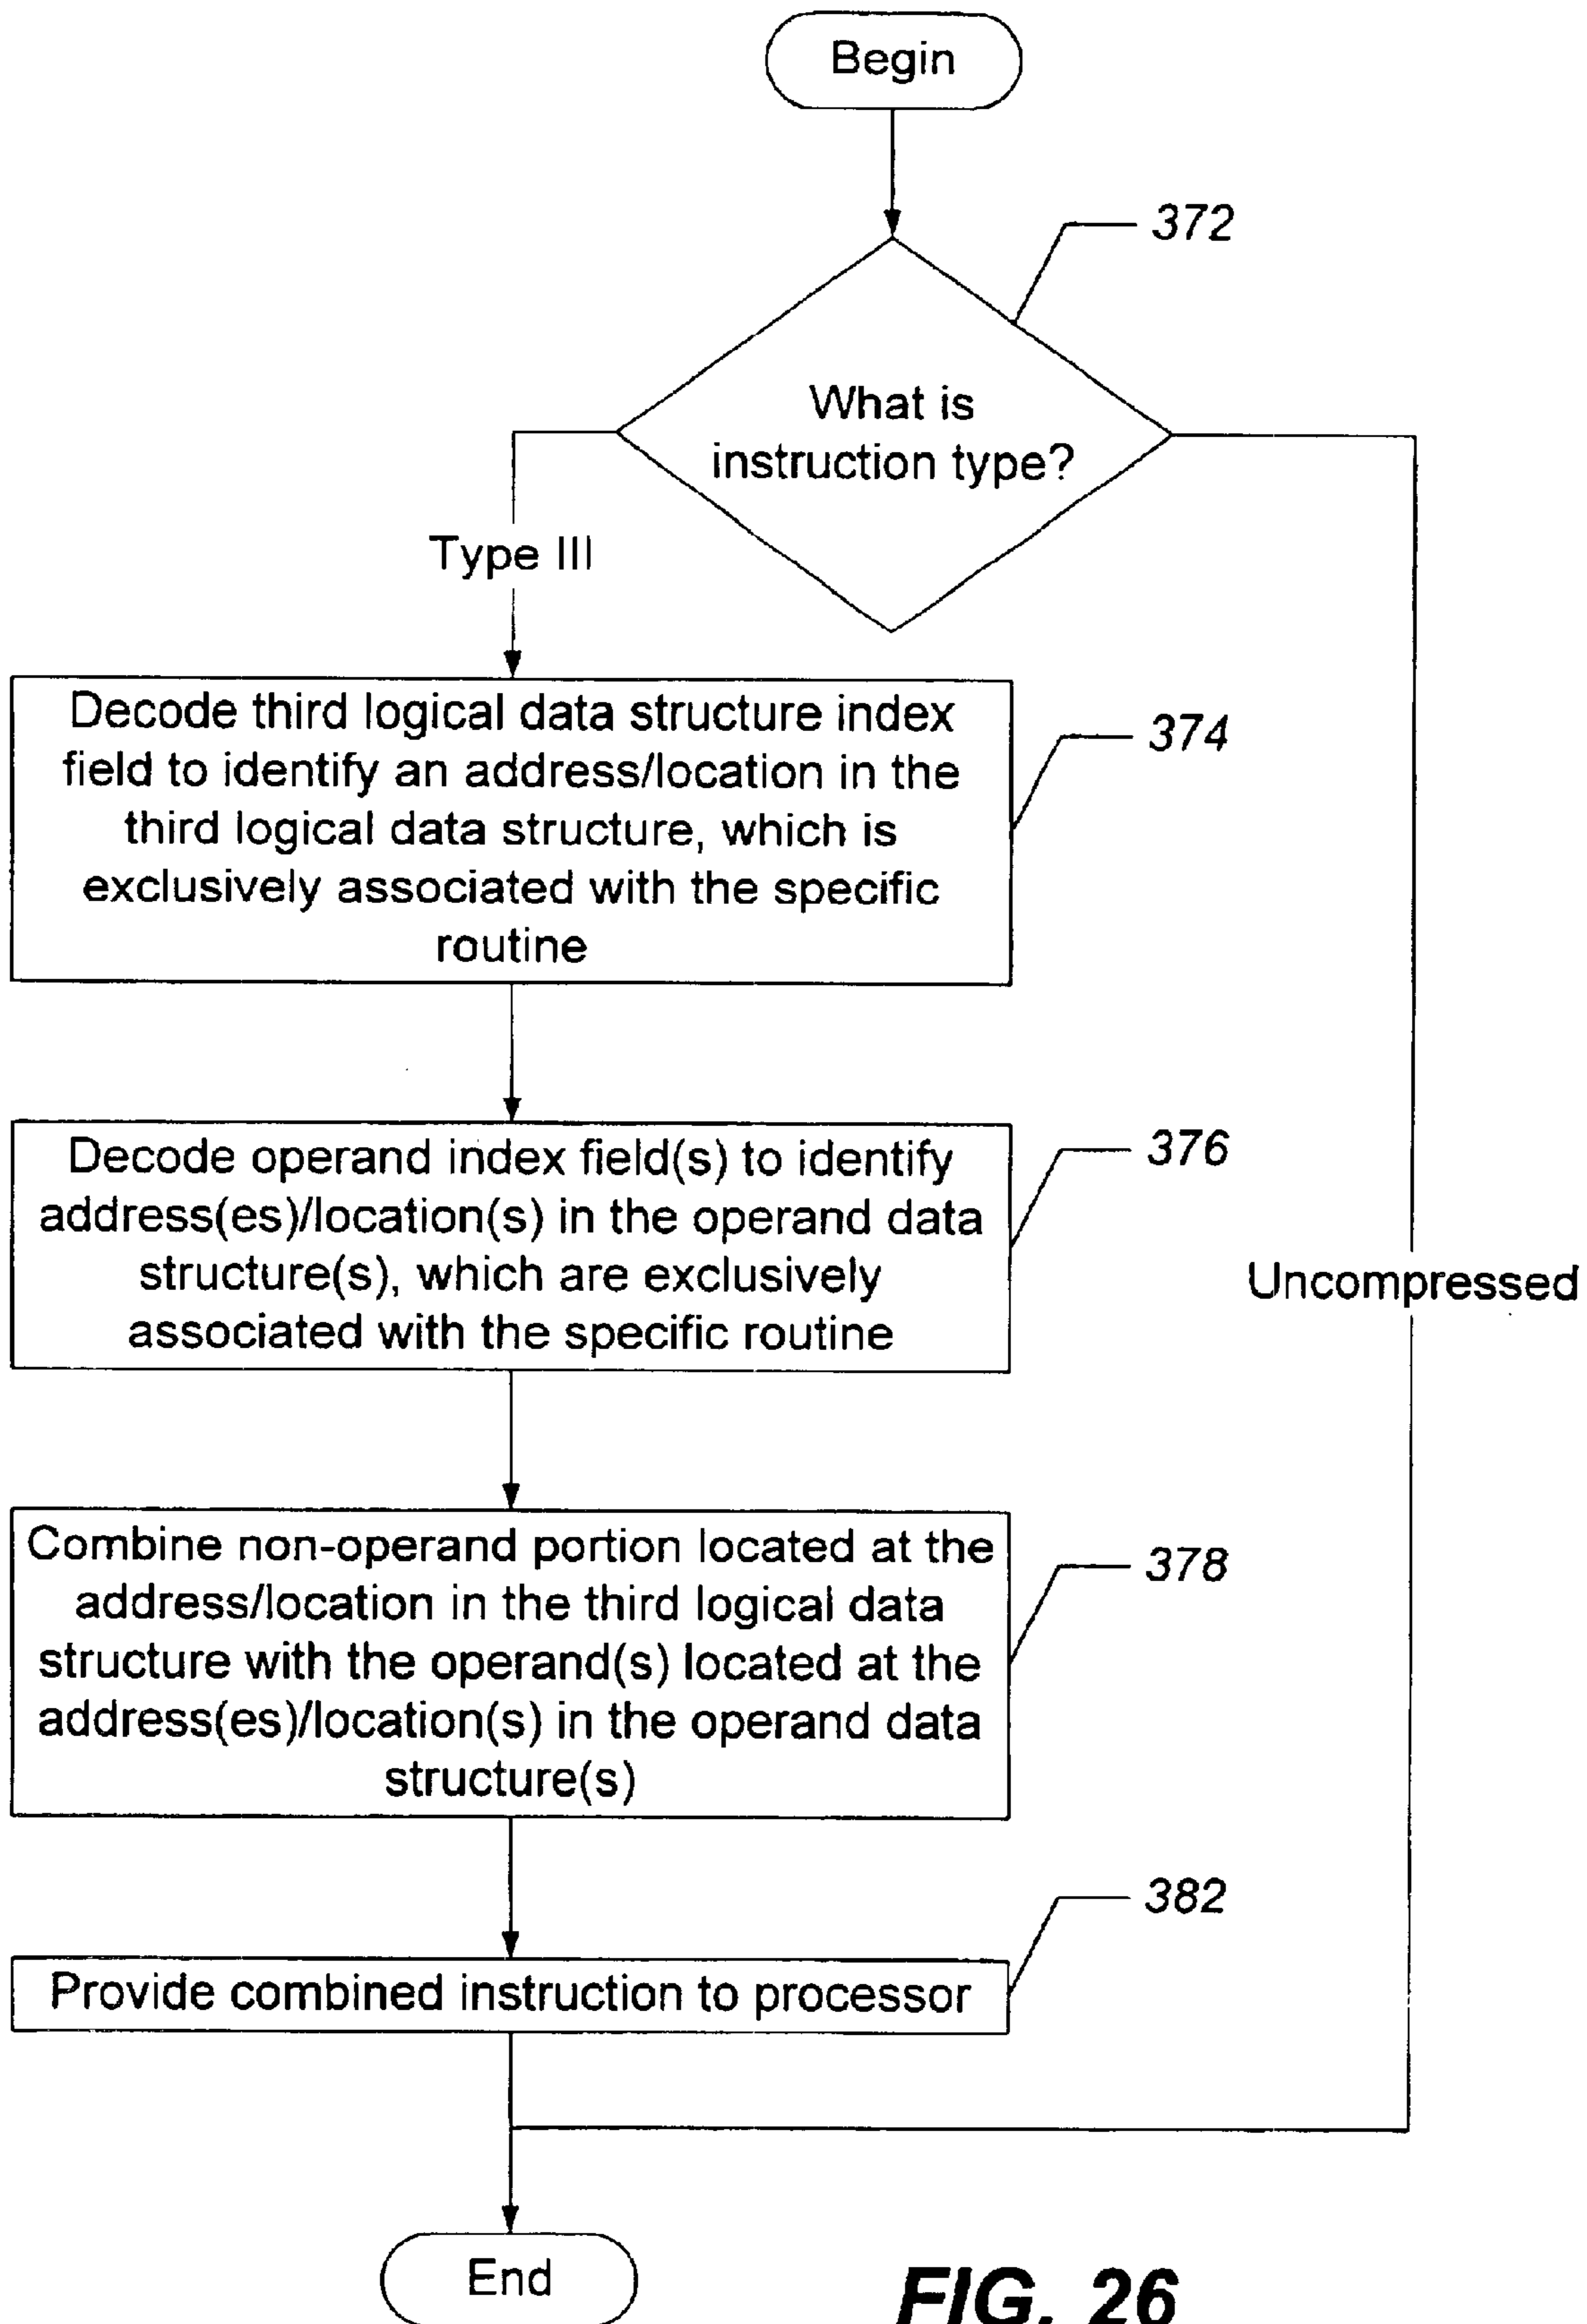 Begin
372
What is
instruction type?
Type III
Decode third logical data structure index
field to identify an address/location in the
third logical data structure, which is
exclusively associated with the specific
routine
374
Decode operand index field(s) to identify
address(es)/location(s) in the operand data
structure(s), which are exclusively
associated with the specific routine
376
Uncompressed
Combine non-operand portion located at the
address/location in the third logical data
structure with the operand(s) located at the
address(es)/location(s) in the operand data
structure(s)
378
382
Provide combined instruction to processor
End
FIG. 26